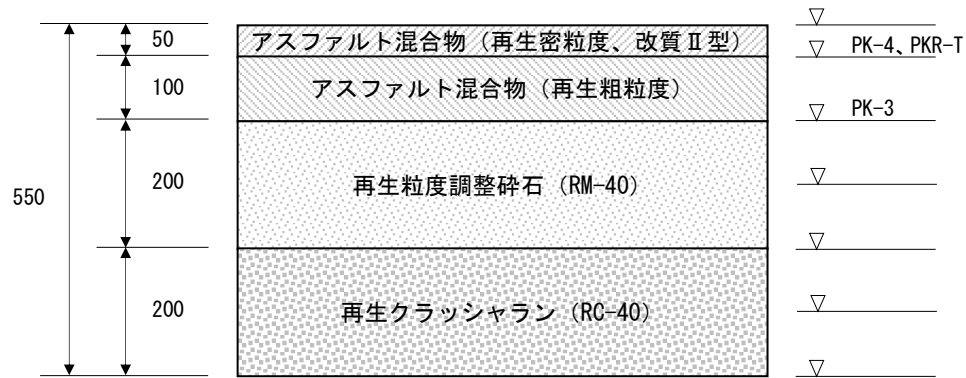 50
アスファルト混合物（再生密粒度、改質Ⅱ型）
PK-4、PKR-T
100
アスファルト混合物（再生粗粒度）
PK-3
550
200
再生粒度調整砕石（RM-40）
200
再生クラッシャラン（RC-40）